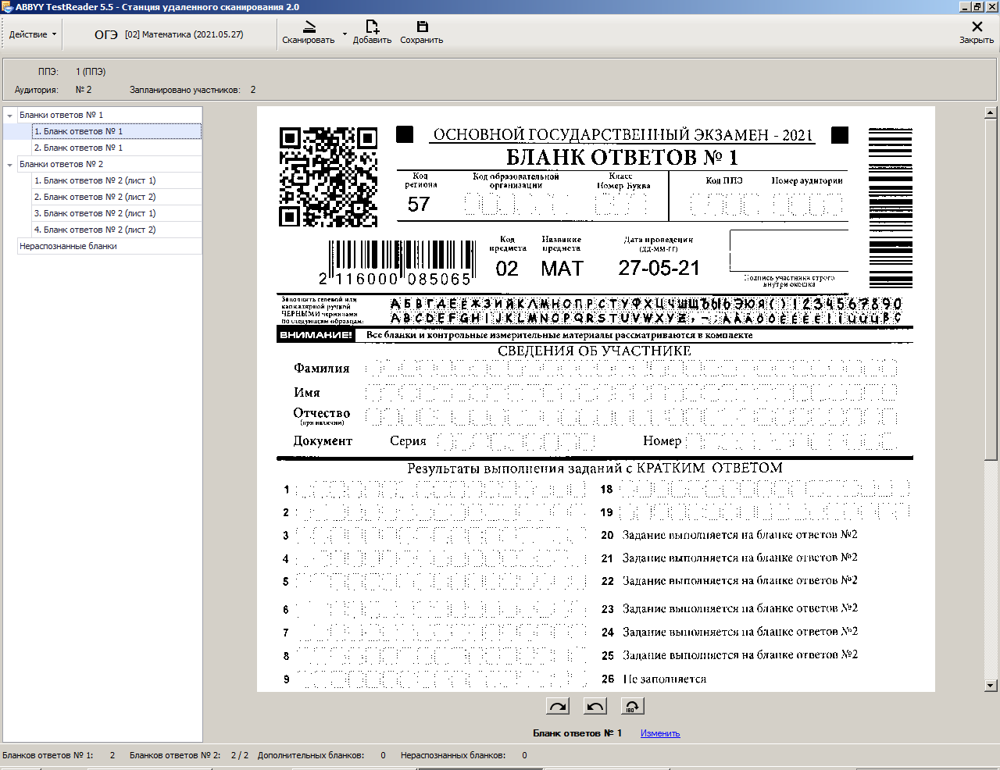 ABBYY TestReader 5.5 - Станция удаленного сканирования 2.0
Действие
ОГЭ [02] Математика (2021.05.27)
Сканировать
Добавить
Сохранить
Закрыть
ППЭ: 1 (ППЭ)
Аудитория: № 2 Запланировано участников: 2
Бланки ответов № 1
1. Бланк ответов № 1
2. Бланк ответов № 1
Бланки ответов № 2
1. Бланк ответов № 2 (лист 1)
2. Бланк ответов № 2 (лист 2)
3. Бланк ответов № 2 (лист 1)
4. Бланк ответов № 2 (лист 2)
Нераспознанные бланки
ОСНОВНОЙ ГОСУДАРСТВЕННЫЙ ЭКЗАМЕН - 2021
БЛАНК ОТВЕТОВ № 1
Код региона
Код образовательной организации
Класс
Номер Буква
Код ППЭ
Номер аудитории
57
Код предмета
Название предмета
Дата проведения
(ДД-ММ-ГГ)
02 МАТ 27-05-21
2 116000 085065
Подпись участника строго внутри окошка
Заполнять гелевой или
капиллярной ручкой
ЧЕРНЫМИ чернилами
по следующим образцам:
АБВГДЕЁЖЗИЙКЛМНОПРСТУФХЦЧШЩЪЫЬЭЮЯ()1234567890
ABCDEFGHIJKLMNOPQRSTUVWXYZ
ВНИМАНИЕ! Все бланки и контрольные измерительные материалы рассматриваются в комплекте
СВЕДЕНИЯ ОБ УЧАСТНИКЕ
Фамилия
Имя
Отчество
(при наличии)
Документ Серия Номер
Результаты выполнения заданий с КРАТКИМ ОТВЕТОМ
1
2
3
4
5
6
7
8
9
18
19
20 Задание выполняется на бланке ответов №2
21 Задание выполняется на бланке ответов №2
22 Задание выполняется на бланке ответов №2
23 Задание выполняется на бланке ответов №2
24 Задание выполняется на бланке ответов №2
25 Задание выполняется на бланке ответов №2
26 Не заполняется
180
Бланк ответов № 1 Изменить
Бланков ответов № 1: 2 Бланков ответов № 2: 2 / 2 Дополнительных бланков: 0 Нераспознанных бланков: 0